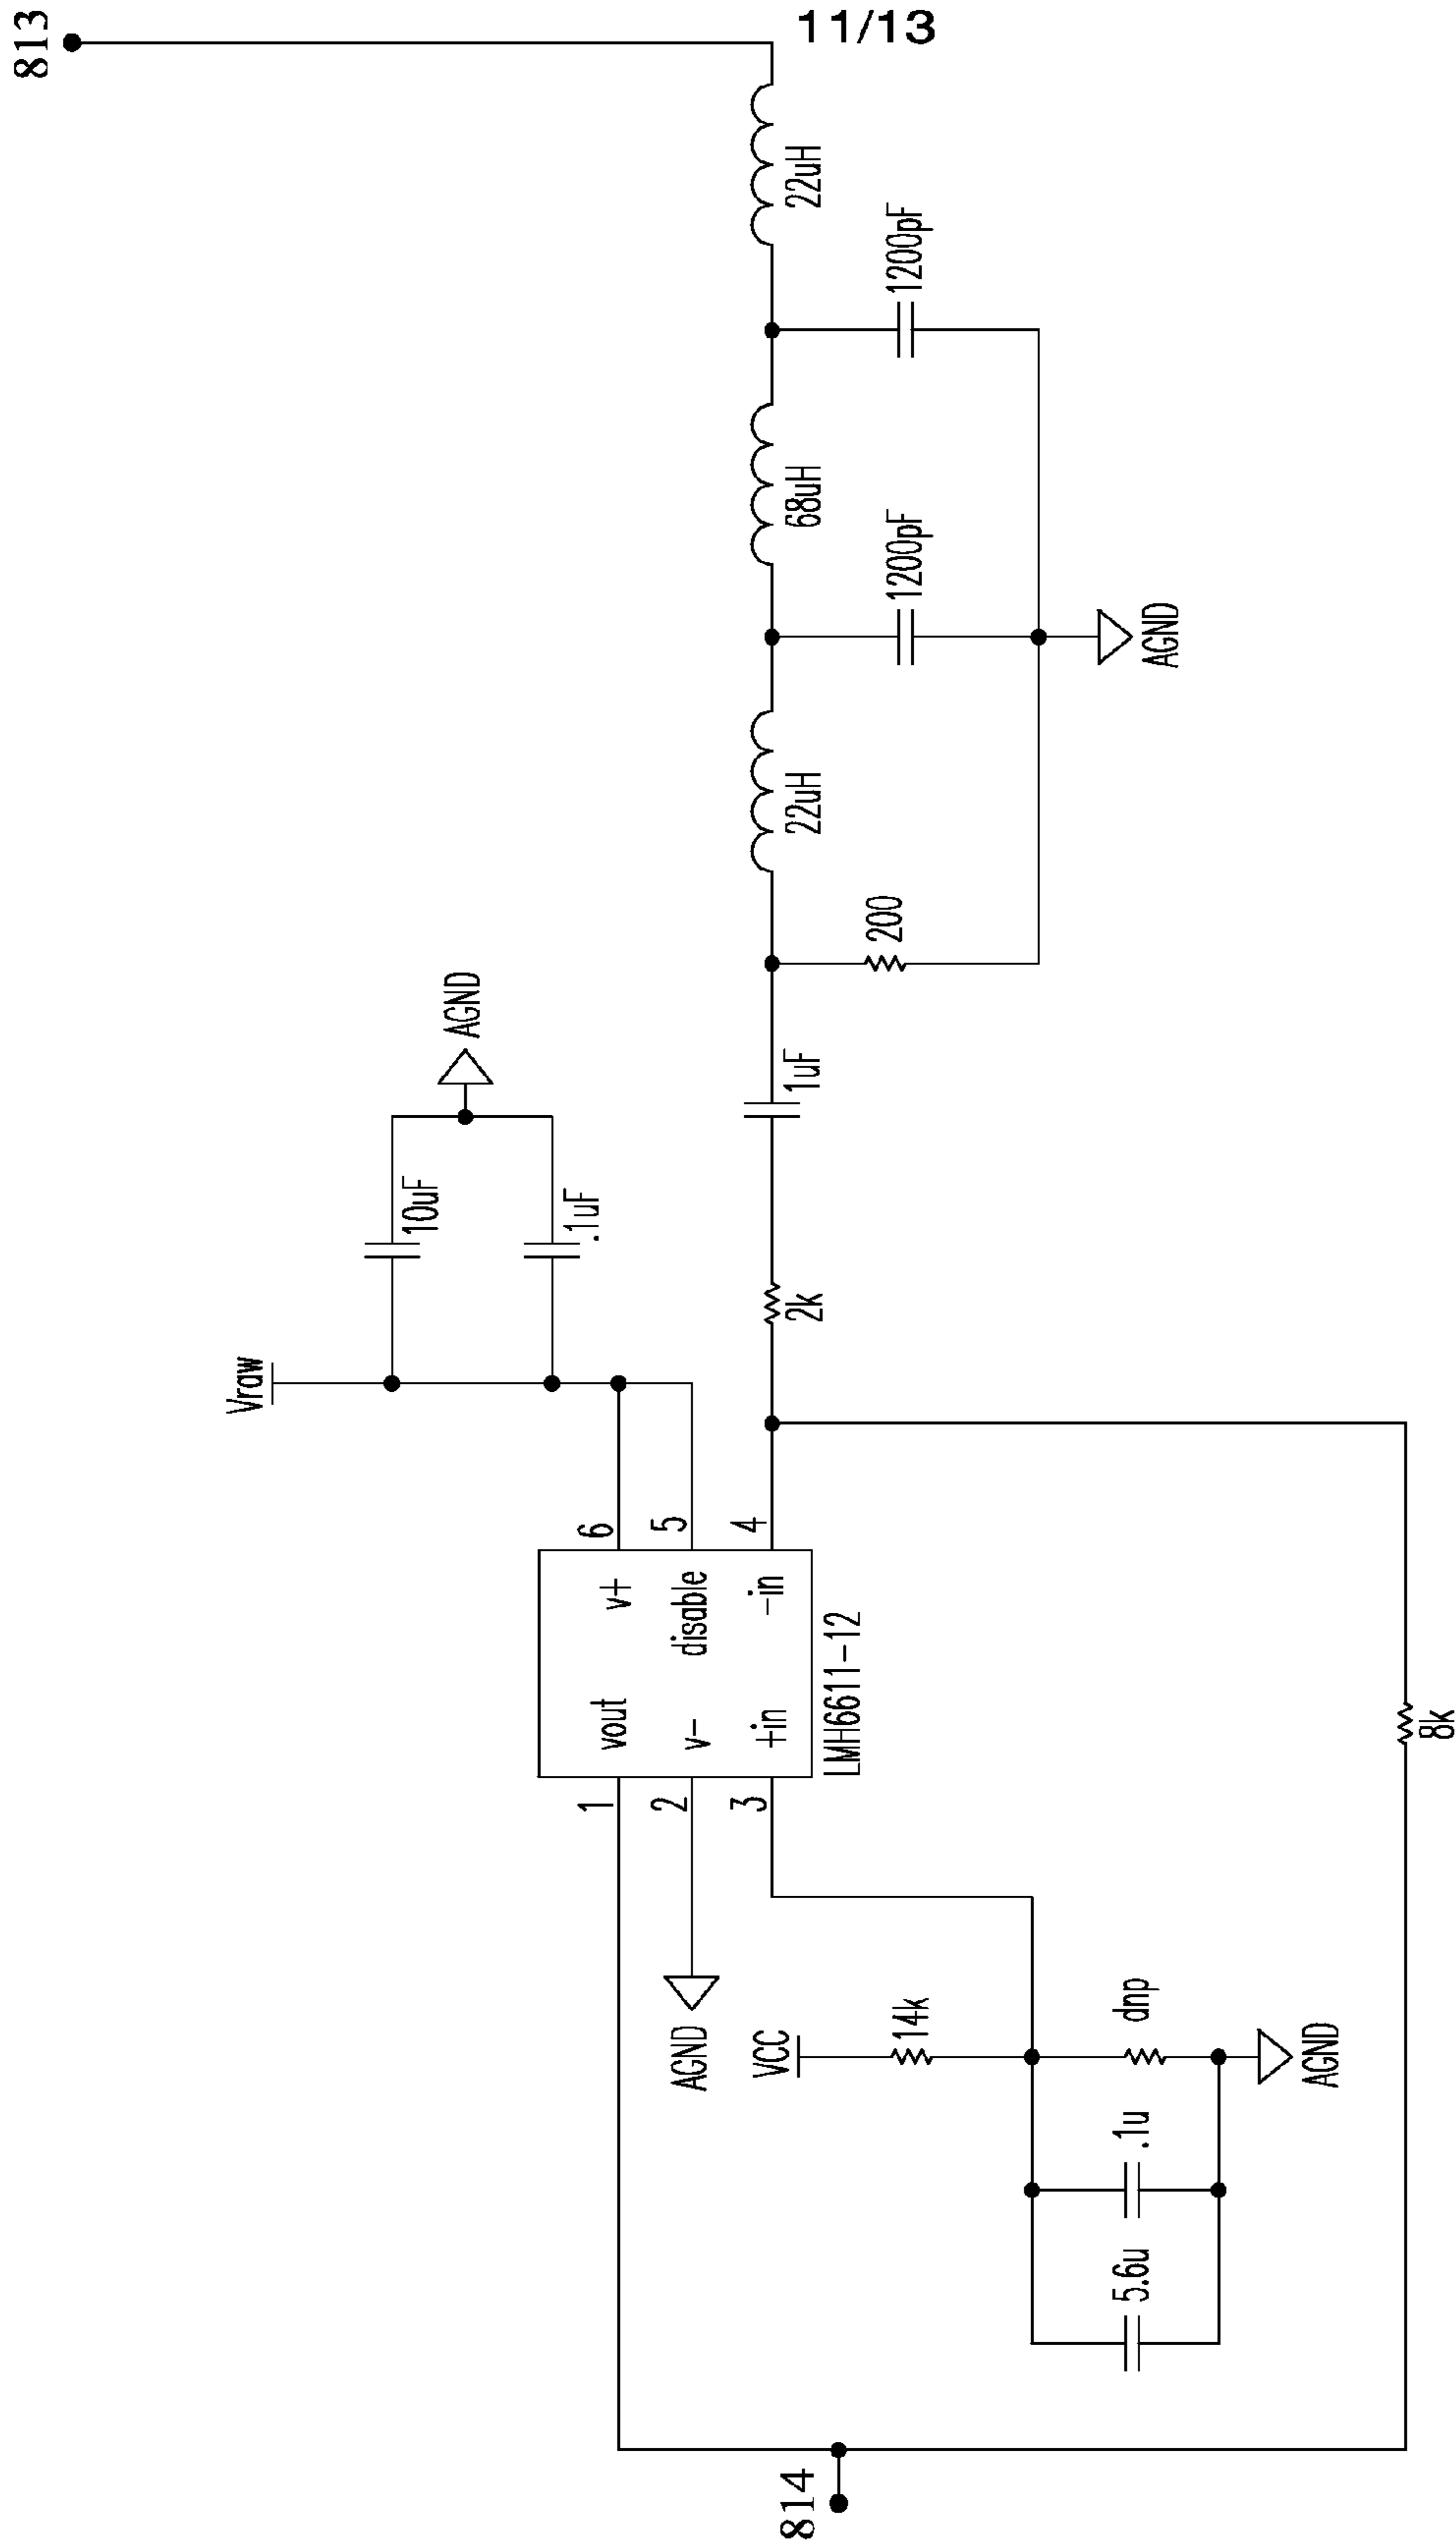 11/13
813
22uH
1200pF
68uH
1200pF
22uH
AGND
200
AGND
1uF
10uF
.1uF
2k
Vraw
6
5
4
v+
disable
-in
vout
v-
+in
LMH6611-12
1
2
3
8k
AGND
VCC
14k
dnp
AGND
.1u
5.6u
814